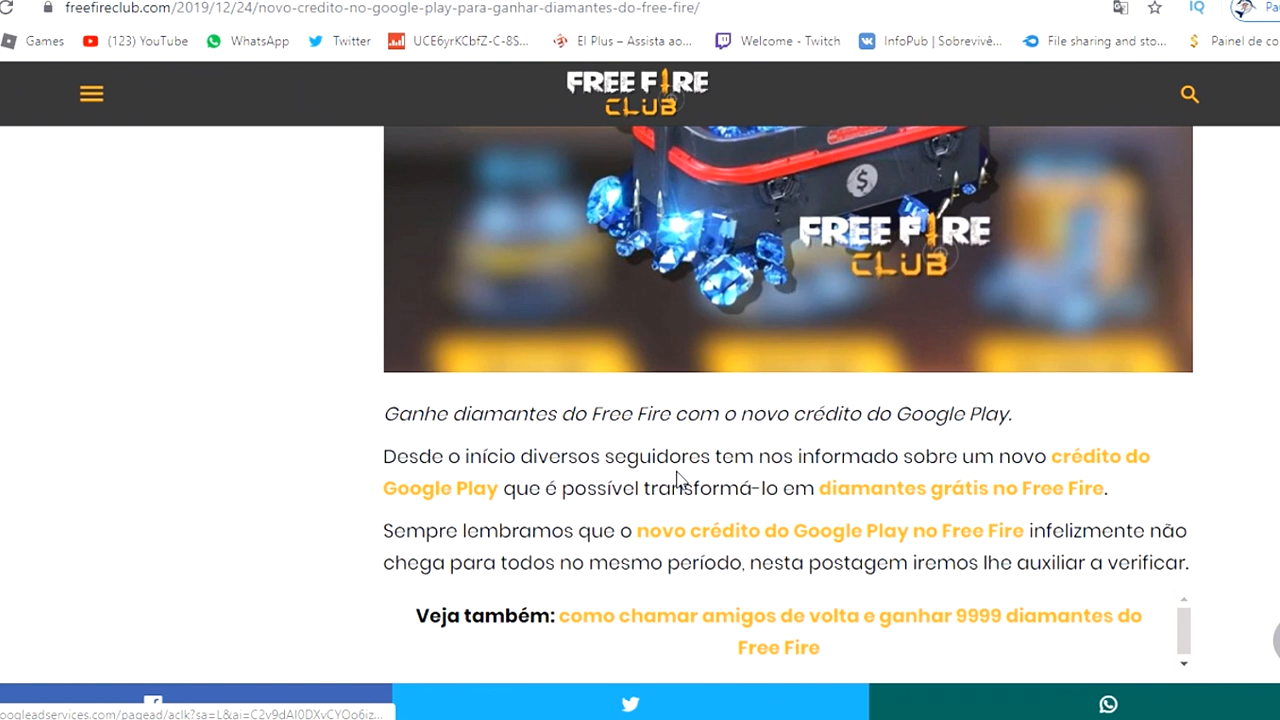 freefireclub.com/2019/12/24/novo-credito-no-google-play-para-ganhar-diamantes-do-free-fire/
Games (123) YouTube WhatsApp Twitter UCE6yrKCbfZ-C-8S... EI Plus – Assista ao... Welcome - Twitch InfoPub | Sobrevivê... File sharing and sto... Painel de co
FREE FIRE
CLUB
$
FREE FIRE
CLUB
Ganhe diamantes do Free Fire com o novo crédito do Google Play.
Desde o início diversos seguidores tem nos informado sobre um novo crédito do
Google Play que é possível transformá-lo em diamantes grátis no Free Fire.
Sempre lembramos que o novo crédito do Google Play no Free Fire infelizmente não
chega para todos no mesmo período, nesta postagem iremos lhe auxiliar a verificar.
Veja também: como chamar amigos de volta e ganhar 9999 diamantes do
Free Fire